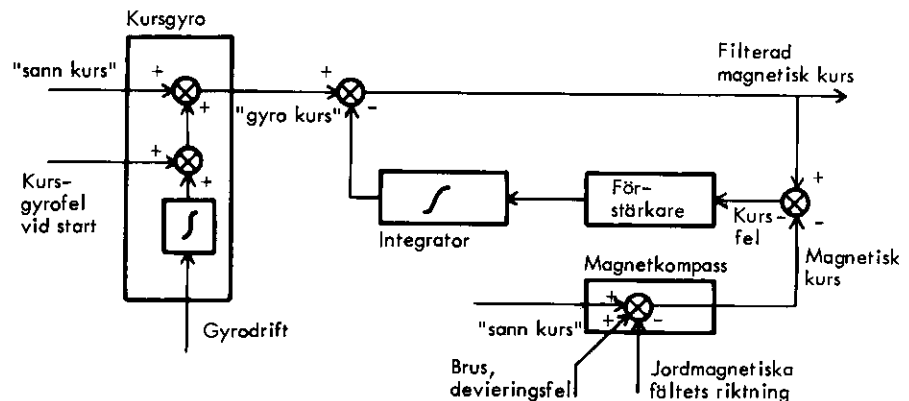 Kursgyro
"sann kurs"
+
+
+
"gyro kurs"
+
-
Filterad
magnetisk kurs
+
+
Kurs-
gyrofel
vid start
∫
Gyrodrift
∫
Integrator
För-
stärkare
+
-
Kurs-
fel
Magnetisk
kurs
Magnetkompass
"sann kurs"
+
+
-
Brus,
devieringsfel
Jordmagnetiska
fältets riktning